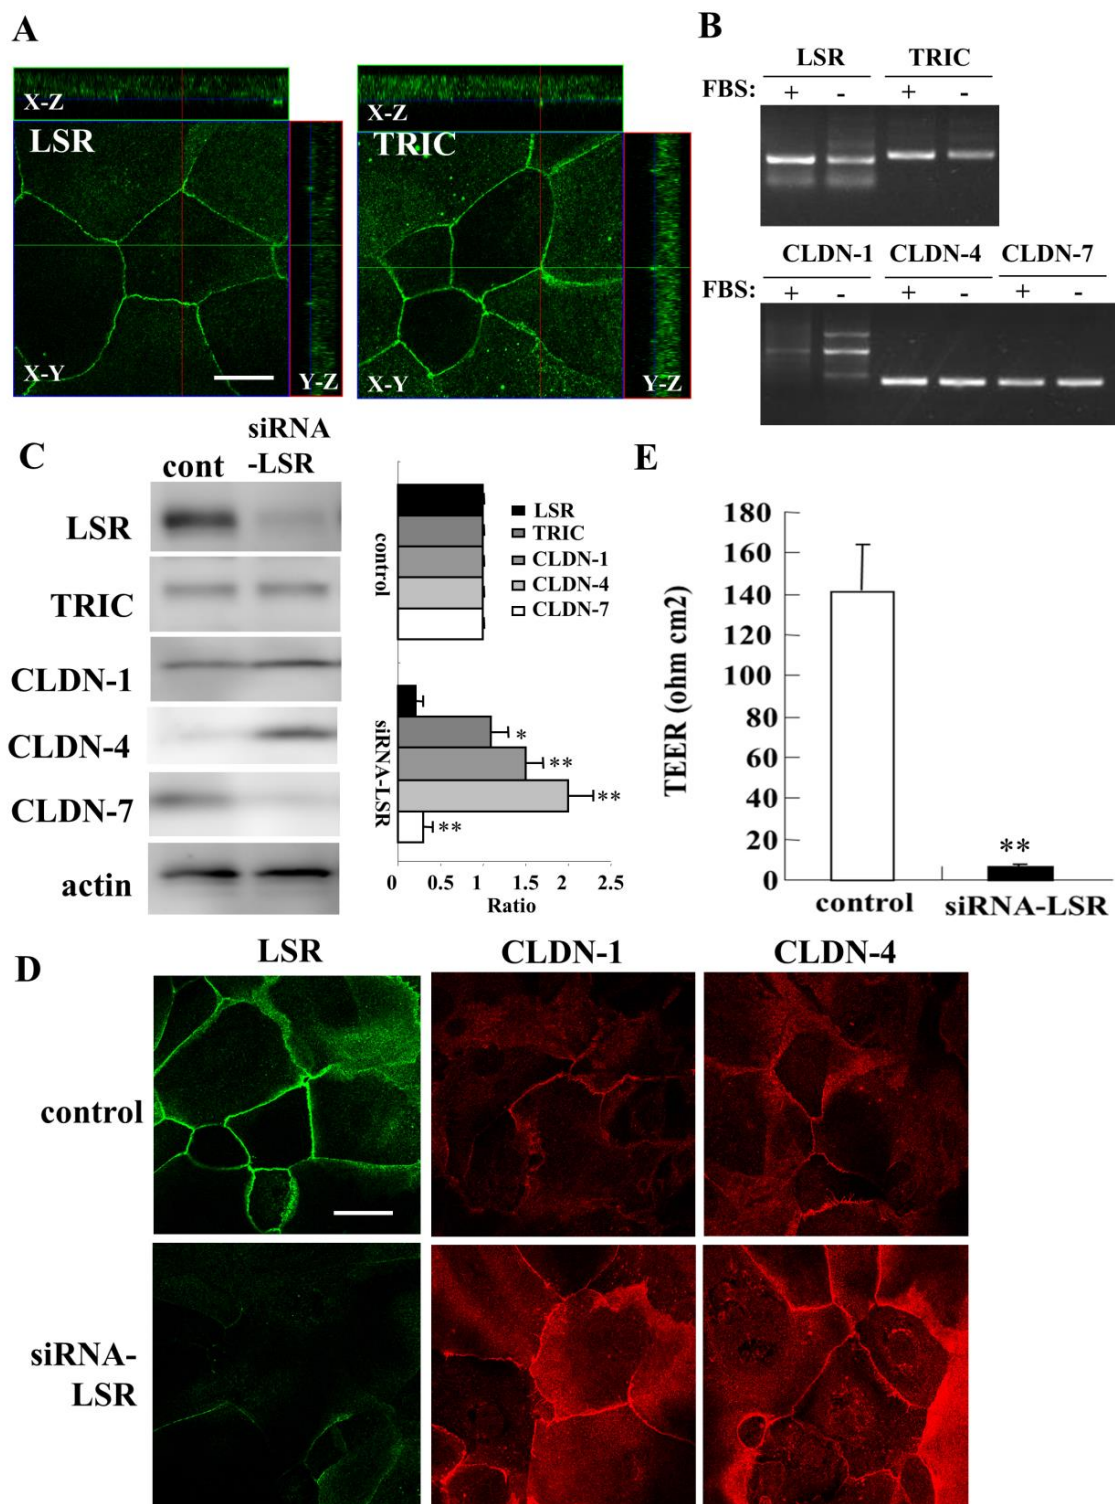 A
X-Z
LSR
X-Y
Y-Z
X-Z
TRIC
X-Y
Y-Z
B
LSR TRIC
FBS: + - + -
CLDN-1 CLDN-4 CLDN-7
FBS: + - + - + -
C
cont siRNA
-LSR
LSR
TRIC
CLDN-1
CLDN-4
CLDN-7
actin
control
LSR
TRIC
CLDN-1
CLDN-4
CLDN-7
siRNA-LSR
*
**
**
**
0 0.5 1 1.5 2 2.5
Ratio
E
TEER (ohm cm2)
180
160
140
120
100
80
60
40
20
0
**
control siRNA-LSR
D
LSR CLDN-1 CLDN-4
control
siRNA-
LSR